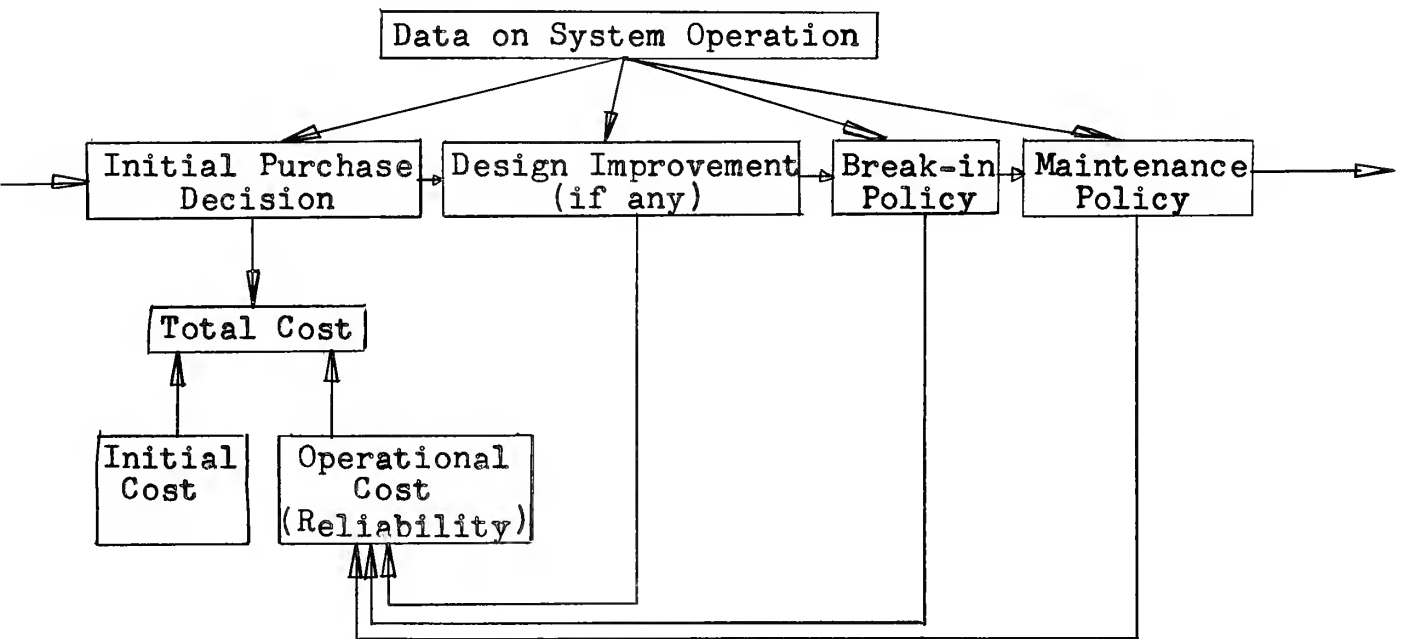 Data on System Operation
Initial Purchase
Decision
Design Improvement
(if any)
Break-in
Policy
Maintenance
Policy
Total Cost
Initial
Cost
Operational
Cost
(Reliability)